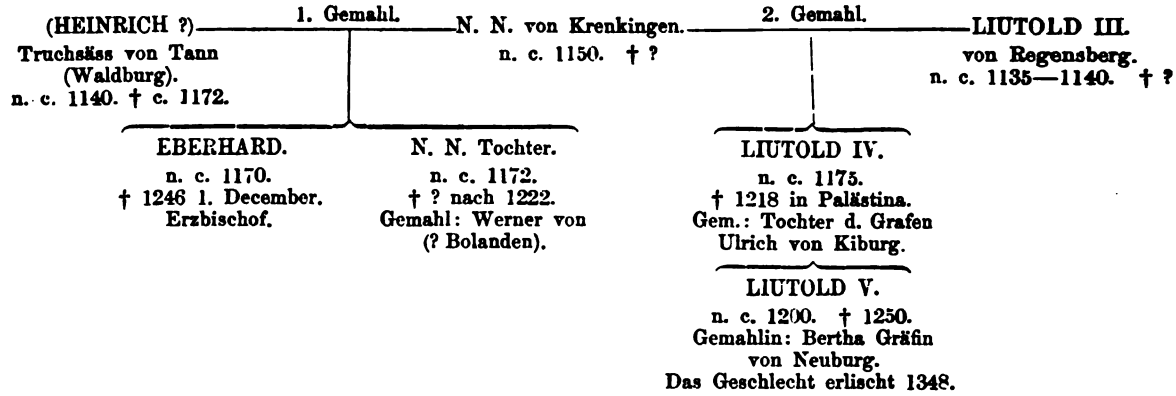 (HEINRICH ?)
Truchsäss von Tann
(Waldburg).
n. c. 1140. † c. 1172.
1. Gemahl.
N. N. von Krenkingen.
n. c. 1150. † ?
2. Gemahl.
LIUTOLD III.
von Regensberg.
n. c. 1135—1140. † ?
EBERHARD.
n. c. 1170.
† 1246 1. December.
Erzbischof.
N. N. Tochter.
n. c. 1172.
† ? nach 1222.
Gemahl: Werner von
(? Bolanden).
LIUTOLD IV.
n. c. 1175.
† 1218 in Palästina.
Gem.: Tochter d. Grafen
Ulrich von Kiburg.
LIUTOLD V.
n. c. 1200. † 1250.
Gemahlin: Bertha Gräfin
von Neuburg.
Das Geschlecht erlischt 1348.